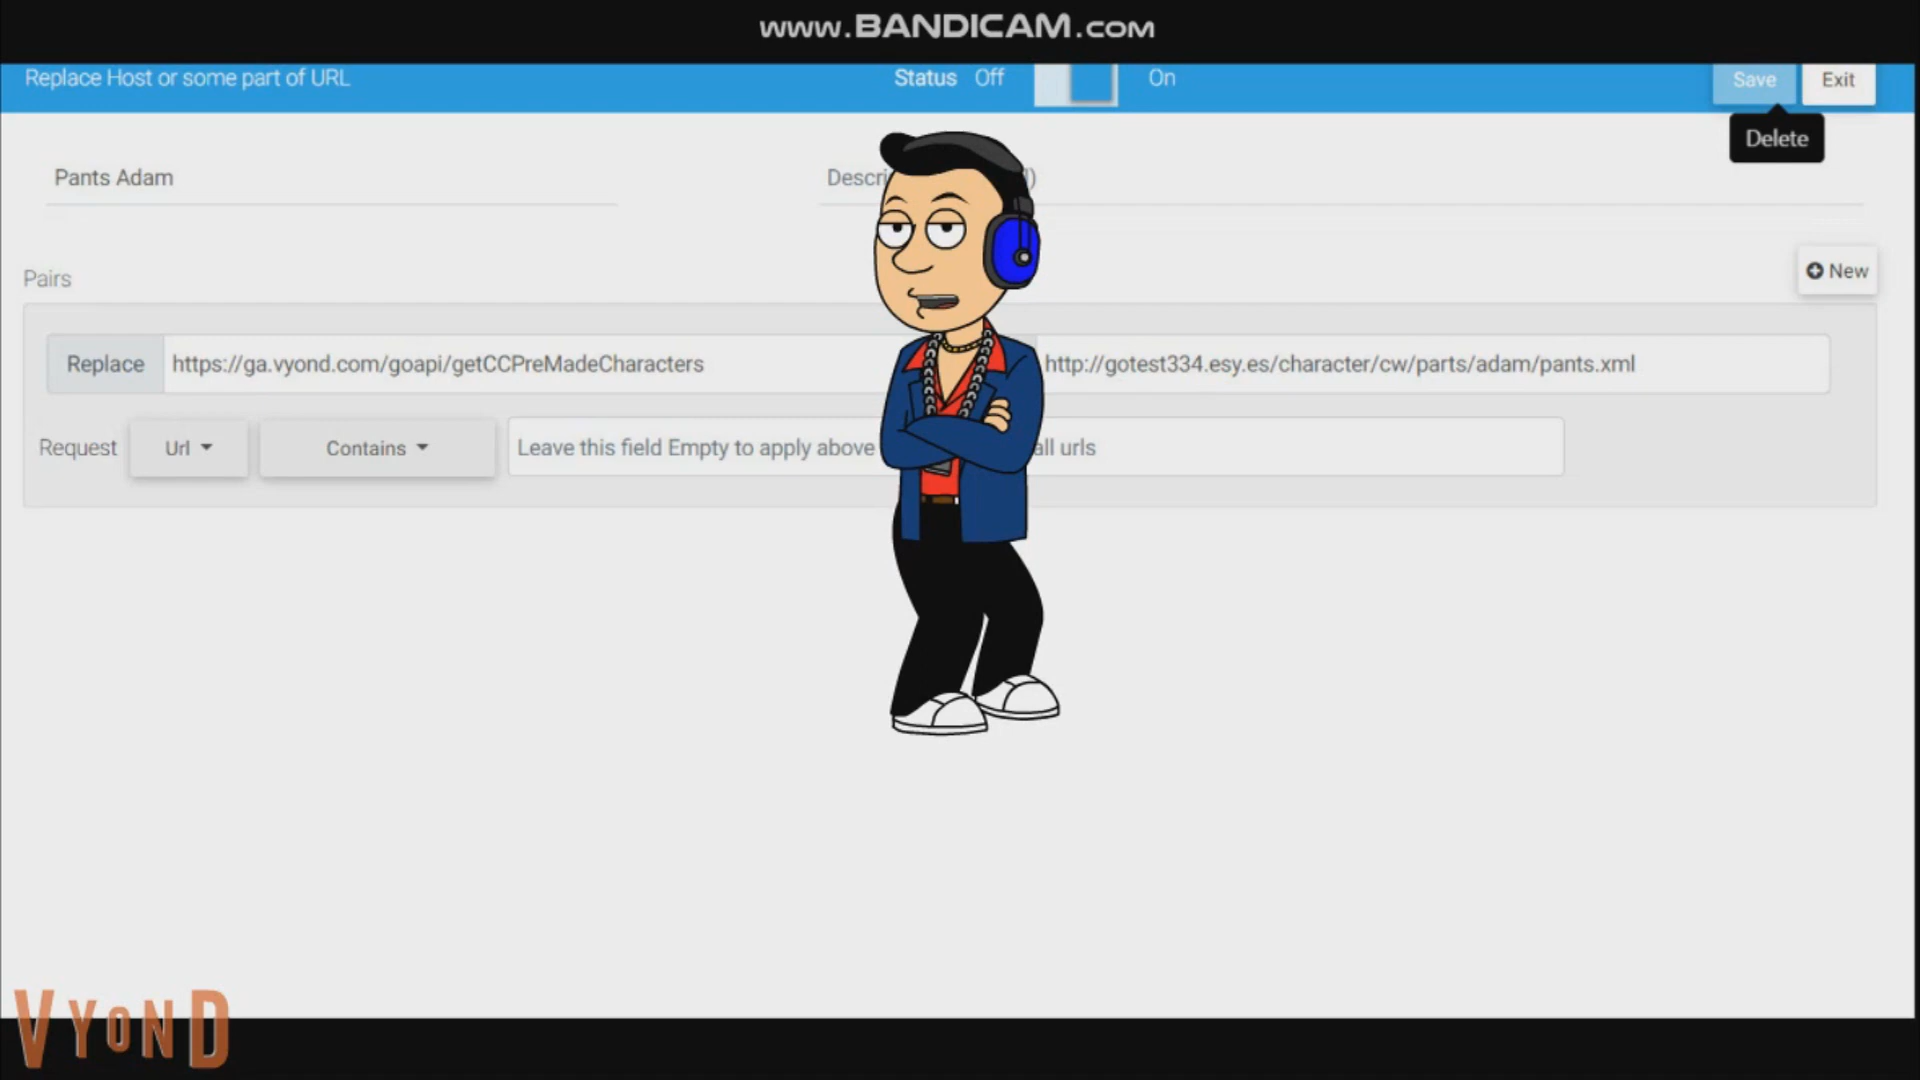 www.BANDICAM.com
Replace Host or some part of URL
Status Off On
Save
Exit
Delete
Pants Adam
Pairs
New
Replace https://ga.vyond.com/goapi/getCCPreMadeCharacters
http://gotest334.esy.es/character/cw/parts/adam/pants.xml
Request Url Contains Leave this field Empty to apply above all urls
VYOND